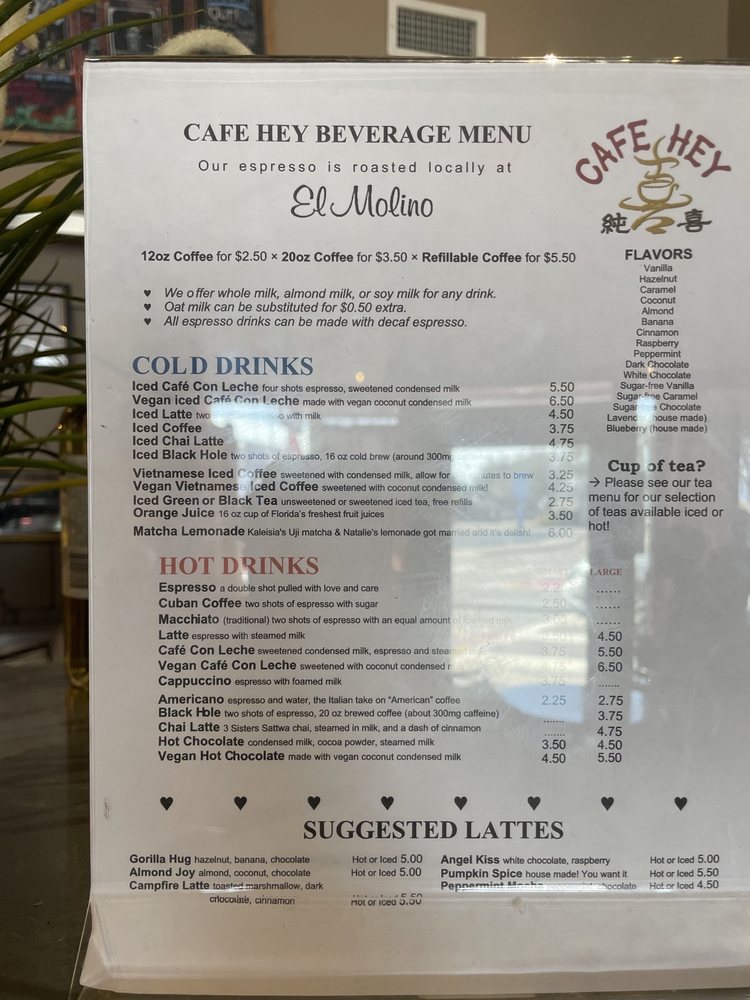 CAFE HEY BEVERAGE MENU
Our espresso is roasted locally at
El Molino
CAFE HEY
純 喜
12oz Coffee for $2.50 × 20oz Coffee for $3.50 × Refillable Coffee for $5.50
♥ We offer whole milk, almond milk, or soy milk for any drink.
♥ Oat milk can be substituted for $0.50 extra.
♥ All espresso drinks can be made with decaf espresso.
FLAVORS
Vanilla
Hazelnut
Caramel
Coconut
Almond
Banana
Cinnamon
Raspberry
Peppermint
Dark Chocolate
White Chocolate
Sugar-free Vanilla
Sugar-free Caramel
Sugar-free Chocolate
Lavender (house made)
Blueberry (house made)
Cup of tea?
→ Please see our tea
menu for our selection
of teas available iced or
hot!
COLD DRINKS
Iced Café Con Leche four shots espresso, sweetened condensed milk 5.50
Vegan iced Café Con Leche made with vegan coconut condensed milk 6.50
Iced Latte two with milk 4.50
Iced Coffee 3.75
Iced Chai Latte 4.75
Iced Black Hole two shots of espresso, 16 oz cold brew (around 300mg caffeine) 3.75
Vietnamese Iced Coffee sweetened with condensed milk, allow for minutes to brew 3.25
Vegan Vietnamese Iced Coffee sweetened with coconut condensed milk! 4.25
Iced Green or Black Tea unsweetened or sweetened iced tea, free refills 2.75
Orange Juice 16 oz cup of Florida's freshest fruit juices 3.50
Matcha Lemonade Kaleisia's Uji matcha & Natalie's lemonade got married and it's delish! 6.00
HOT DRINKS LARGE
Espresso a double shot pulled with love and care ......
Cuban Coffee two shots of espresso with sugar 2.50 ......
Macchiato (traditional) two shots of espresso with an equal amount of foamed milk ......
Latte espresso with steamed milk 4.50
Café Con Leche sweetened condensed milk, espresso and steamed milk 3.75 5.50
Vegan Café Con Leche sweetened with coconut condensed milk 6.50
Cappuccino espresso with foamed milk 3.75 .......
Americano espresso and water, the Italian take on "American" coffee 2.25 2.75
Black Hole two shots of espresso, 20 oz brewed coffee (about 300mg caffeine) ....... 3.75
Chai Latte 3 Sisters Sattwa chai, steamed in milk, and a dash of cinnamon ....... 4.75
Hot Chocolate condensed milk, cocoa powder, steamed milk 3.50 4.50
Vegan Hot Chocolate made with vegan coconut condensed milk 4.50 5.50
♥ ♥ ♥ ♥ ♥ ♥ ♥ ♥
SUGGESTED LATTES
Gorilla Hug hazelnut, banana, chocolate Hot or Iced 5.00
Almond Joy almond, coconut, chocolate Hot or Iced 5.00
Campfire Latte toasted marshmallow, dark
chocolate, cinnamon Hot or Iced 5.50
Angel Kiss white chocolate, raspberry Hot or Iced 5.00
Pumpkin Spice house made! You want it Hot or Iced 5.50
Peppermint Mocha peppermint, chocolate Hot or Iced 4.50